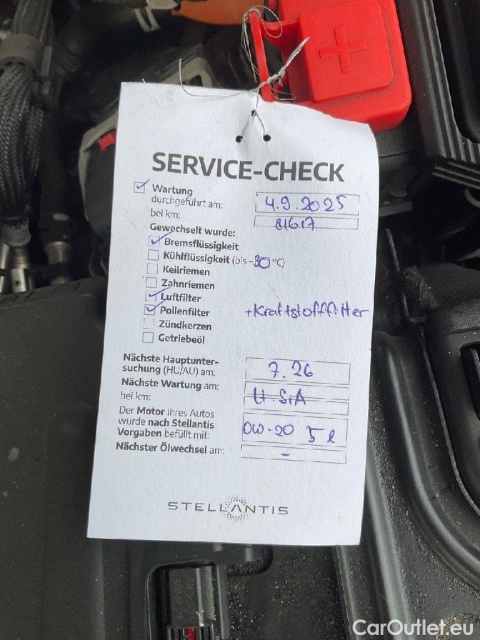 SERVICE-CHECK
Wartung
durchgeführt am: 4.9.2025
bei km: 81617
Gewechselt wurde:
Bremsflüssigkeit
Kühlflüssigkeit (bis -30 °C)
Keilriemen
Zahnriemen
Luftfilter
Pollenfilter +Kraftstofffilter
Zündkerzen
Getriebeöl
Nächste Hauptunter-
suchung (HU/AU) am: 7.26
Nächste Wartung am:
bei km:
Der Motor Ihres Autos
wurde nach Stellantis
Vorgaben befüllt mit: 0W-20 5l
Nächster Ölwechsel am: -
STELLANTIS
CarOutlet.eu